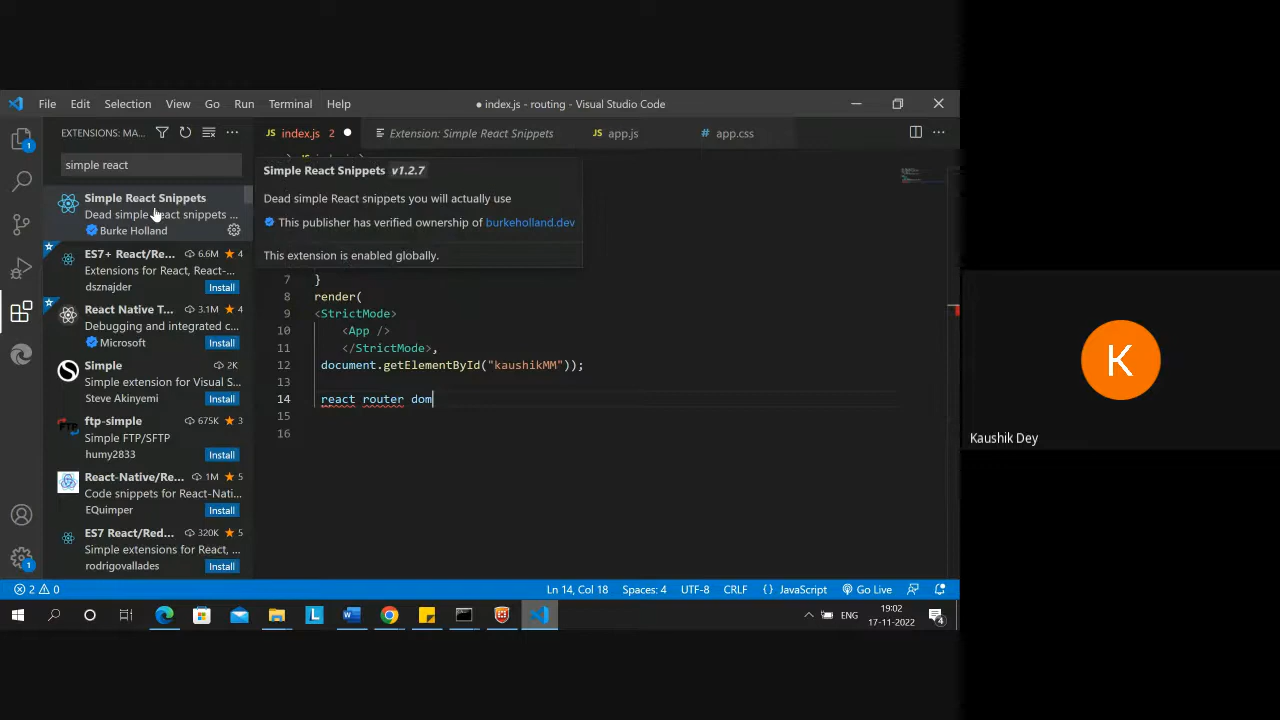 File Edit Selection View Go Run Terminal Help
● index.js - routing - Visual Studio Code
EXTENSIONS: MA...
index.js 2
Extension: Simple React Snippets
app.js
# app.css
simple react
Simple React Snippets
Dead simple react snippets ...
Burke Holland
ES7+ React/Re... 6.6M ★ 4
Extensions for React, React-...
dsznajder Install
React Native T... 3.1M ★ 4
Debugging and integrated c...
Microsoft Install
Simple 2K
Simple extension for Visual S...
Steve Akinyemi Install
ftp-simple 675K ★ 3
Simple FTP/SFTP
humy2833 Install
React-Native/Re... 1M ★ 5
Code snippets for React-Nati...
EQuimper Install
ES7 React/Red... 320K ★ 5
Simple extensions for React, ...
rodrigovallades Install
Simple React Snippets v1.2.7
Dead simple React snippets you will actually use
This publisher has verified ownership of burkeholland.dev
This extension is enabled globally.
7 }
8 render(
9 <StrictMode>
10 <App />
11 </StrictMode>,
12 document.getElementById("kaushikMM"));
13
14 react router dom
15
16
1
1
2 0
Ln 14, Col 18 Spaces: 4 UTF-8 CRLF {} JavaScript Go Live
ENG
19:02
17-11-2022
4
K
Kaushik Dey